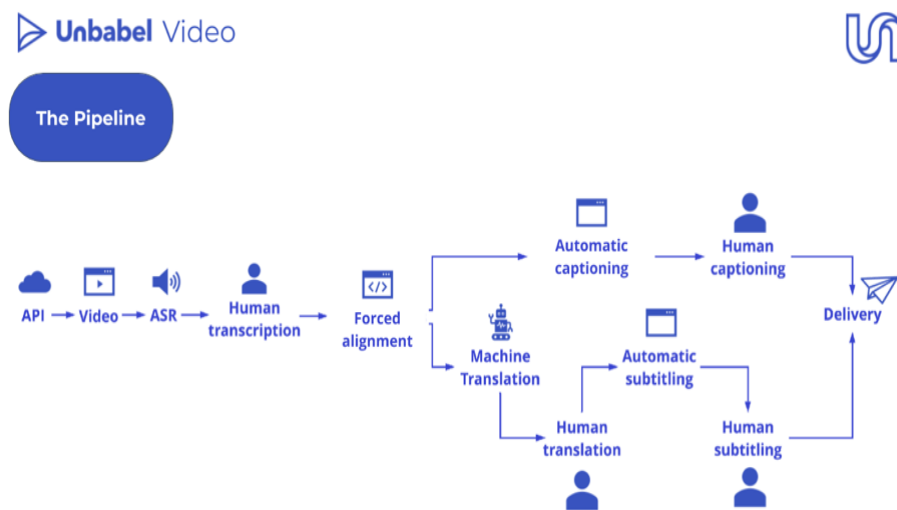 Unbabel Video
The Pipeline
API
Video
ASR
Human
transcription
Forced
alignment
Automatic
captioning
Human
captioning
Machine
Translation
Human
translation
Automatic
subtitling
Human
subtitling
Delivery